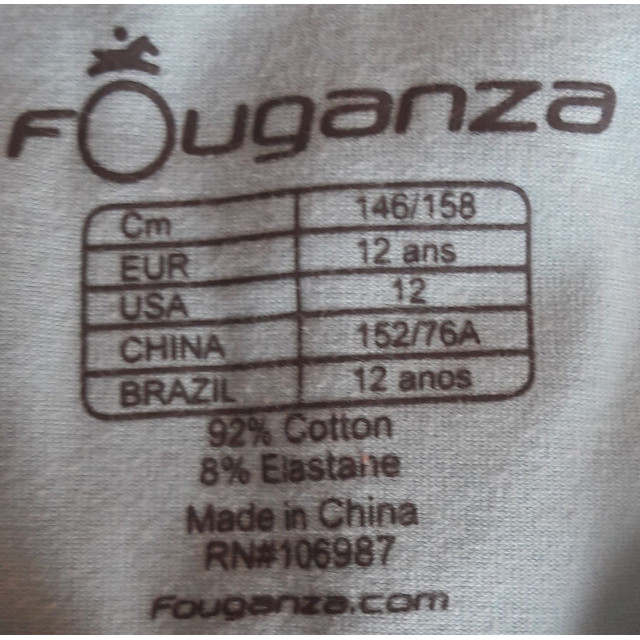 Fouganza
Cm 146/158
EUR 12 ans
USA 12
CHINA 152/76A
BRAZIL 12 anos
92% Cotton
8% Elastane
Made in China
RN#106987
Fouganza.com